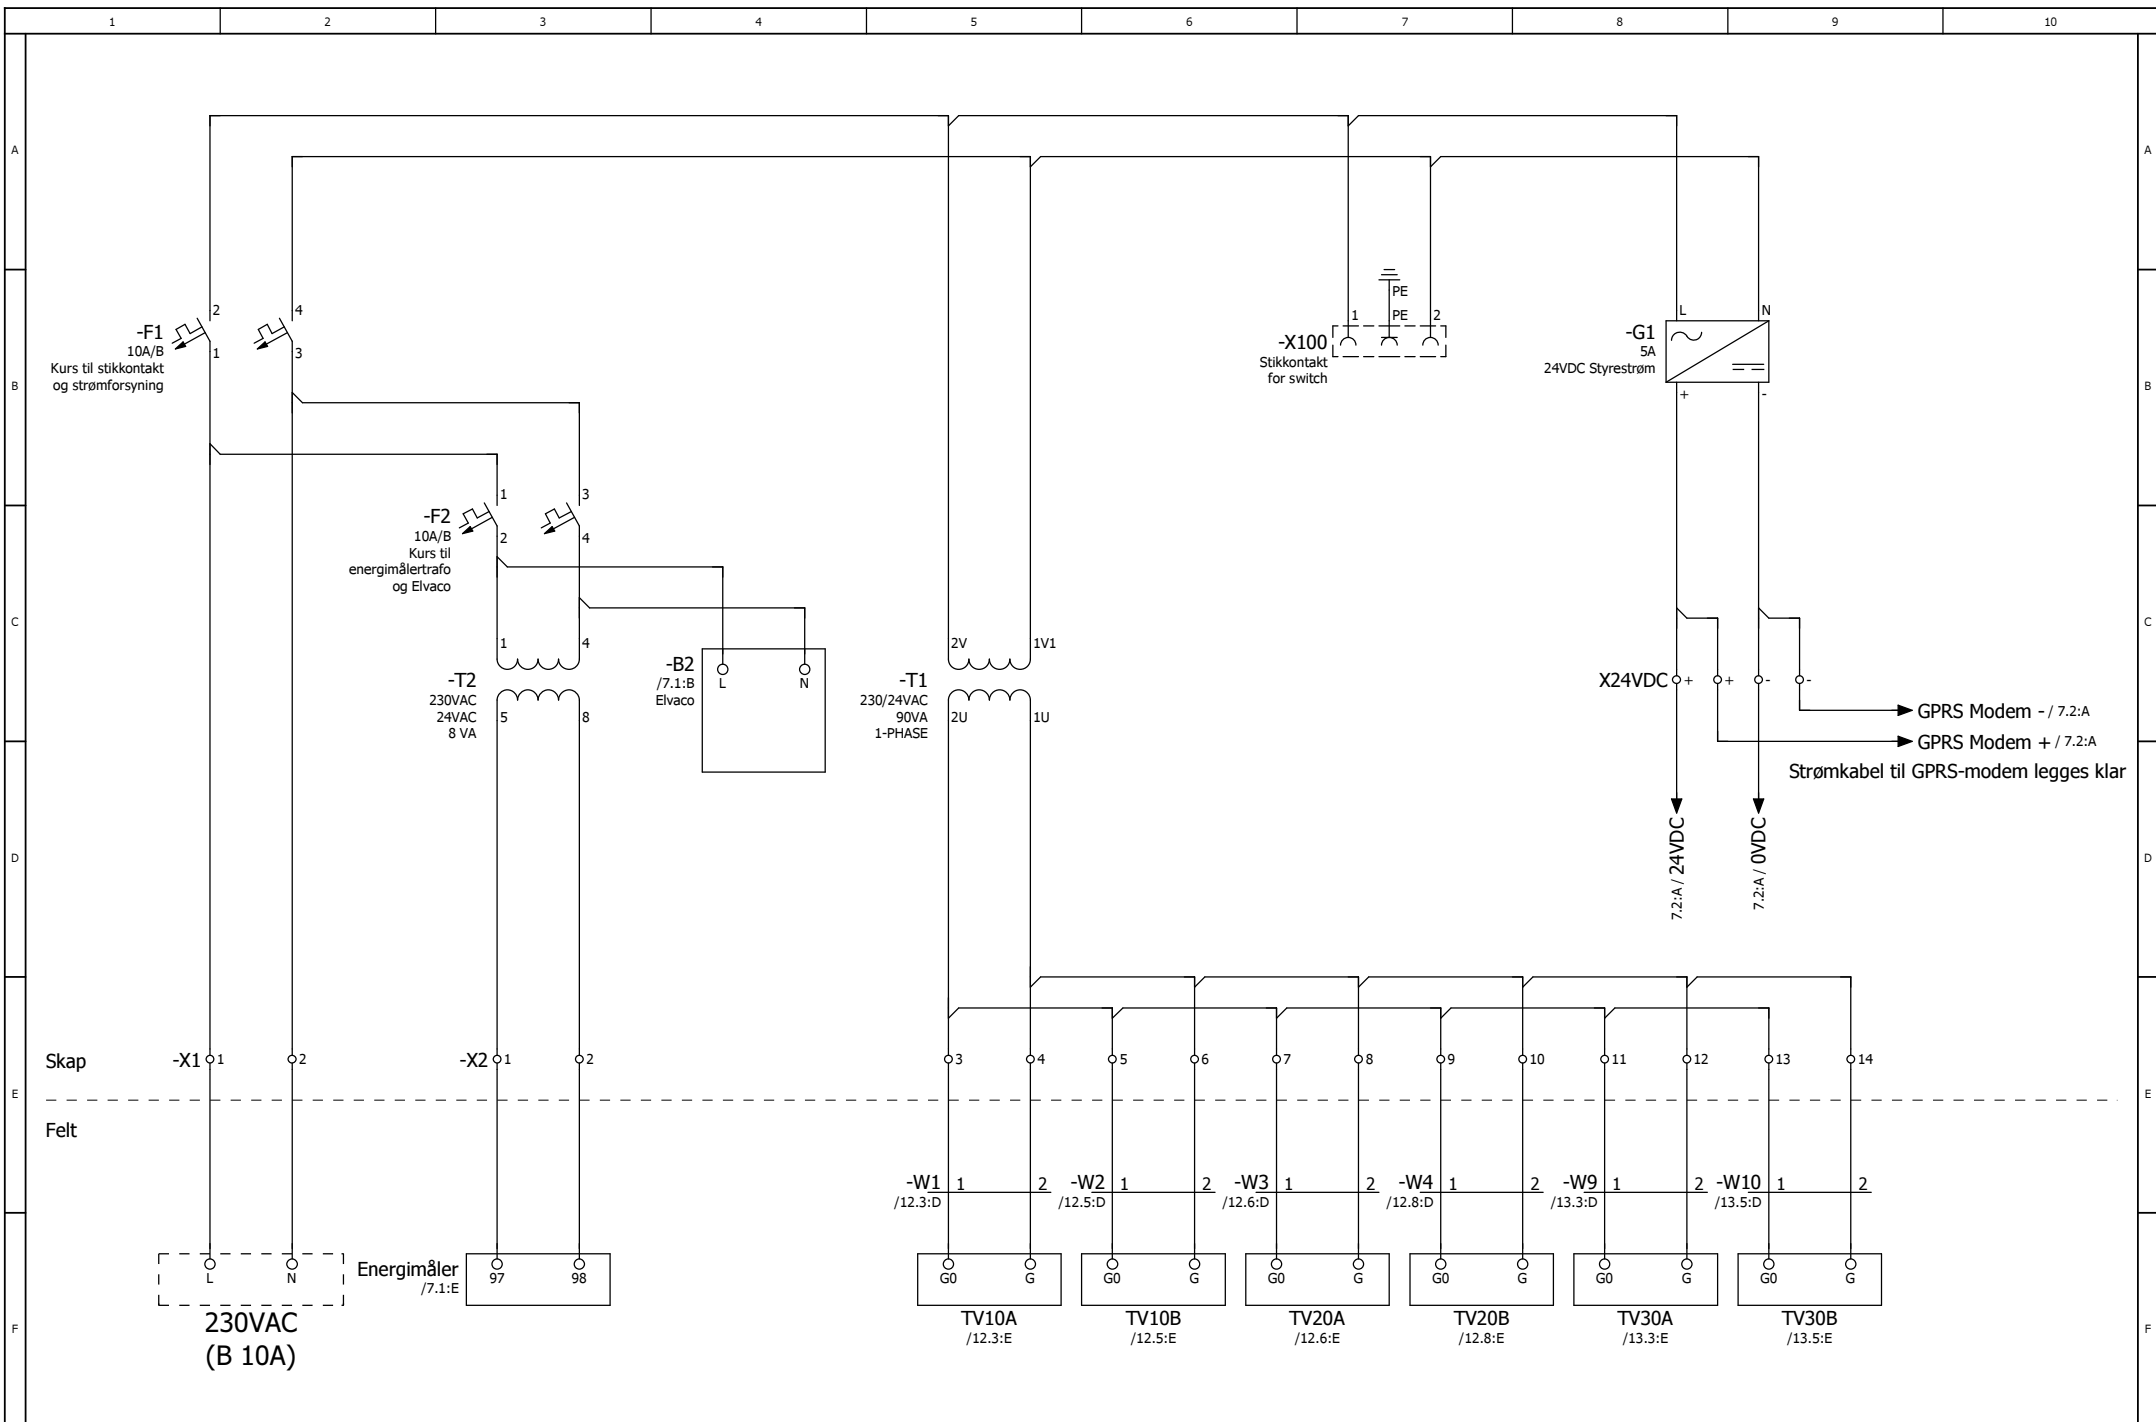 1 2 3 4 5 6 7 8 9 10
A A
2 4
-F1
10A/B
Kurs til stikkontakt
og strømforsyning
1 3
PE
1 PE 2
-X100
Stikkontakt
for switch
L N
-G1
5A
24VDC Styrestrøm
+ -
B B
1 3
-F2
10A/B
Kurs til
energimålertrafo
og Elvaco
2 4
C C
1 4
-T2
230VAC
24VAC
8 VA
5 8
-B2
/7.1:B
Elvaco
L N
2V 1V1
-T1
230/24VAC
90VA
1-PHASE
2U 1U
X24VDC + + - -
GPRS Modem - / 7.2:A
GPRS Modem + / 7.2:A
Strømkabel til GPRS-modem legges klar
7.2:A / 24VDC
7.2:A / 0VDC
D D
Skap -X1 1 2 -X2 1 2 3 4 5 6 7 8 9 10 11 12 13 14
E E
Felt
-W1 1 2 -W2 1 2 -W3 1 2 -W4 1 2 -W9 1 2 -W10 1 2
/12.3:D /12.5:D /12.6:D /12.8:D /13.3:D /13.5:D
L N Energimåler 97 98 G0 G G0 G G0 G G0 G G0 G G0 G
/7.1:E
230VAC
(B 10A)
TV10A TV10B TV20A TV20B TV30A TV30B
/12.3:E /12.5:E /12.6:E /12.8:E /13.3:E /13.5:E
F F